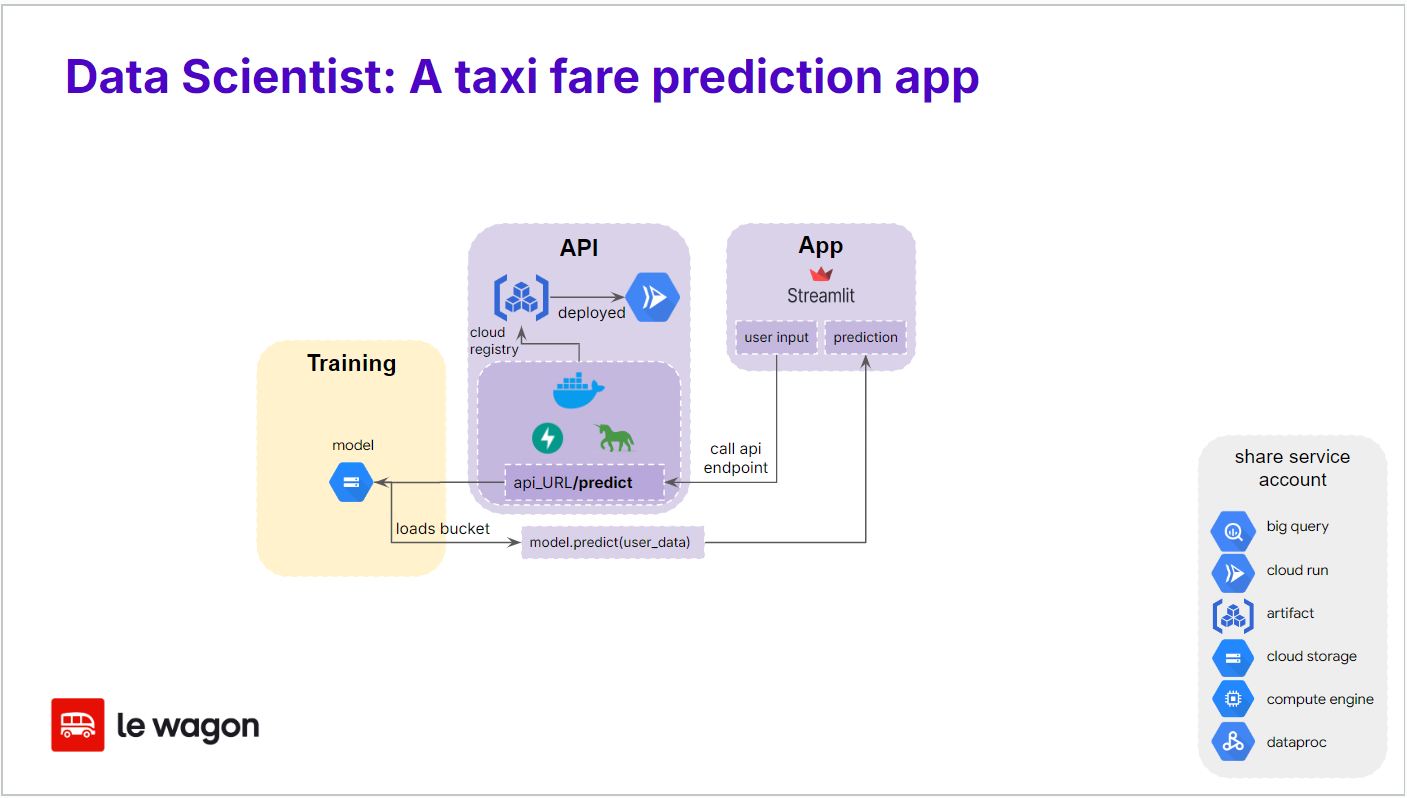 Data Scientist: A taxi fare prediction app
API
deployed
cloud
registry
api_URL/predict
App
Streamlit
user input
prediction
call api
endpoint
Training
model
loads bucket
model.predict(user_data)
share service
account
big query
cloud run
artifact
cloud storage
compute engine
dataproc
le wagon